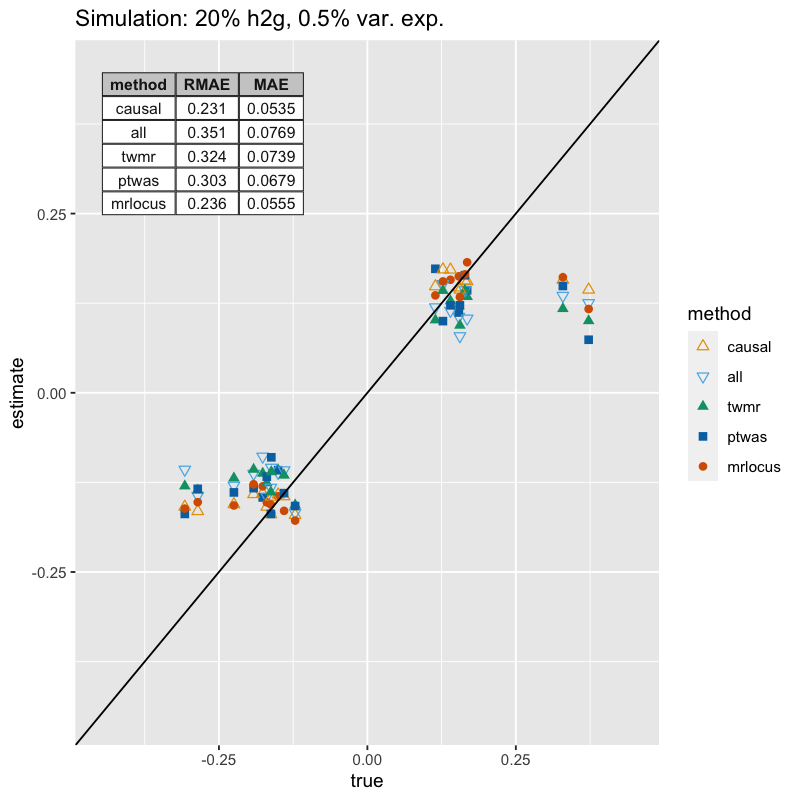 Simulation: 20% h2g, 0.5% var. exp.
method RMAE MAE
causal 0.231 0.0535
all 0.351 0.0769
twmr 0.324 0.0739
ptwas 0.303 0.0679
mrlocus 0.236 0.0555
0.25
0.00
-0.25
estimate
-0.25 0.00 0.25
true
method
causal
all
twmr
ptwas
mrlocus